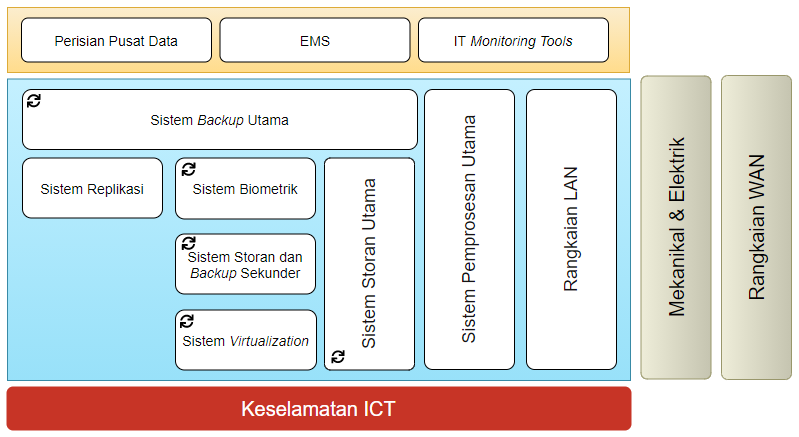 Perisian Pusat Data
EMS
IT Monitoring Tools
Sistem Backup Utama
Sistem Replikasi
Sistem Biometrik
Sistem Storan dan
Backup Sekunder
Sistem Virtualization
Sistem Storan Utama
Sistem Pemprosesan Utama
Rangkaian LAN
Mekanikal & Elektrik
Rangkaian WAN
Keselamatan ICT